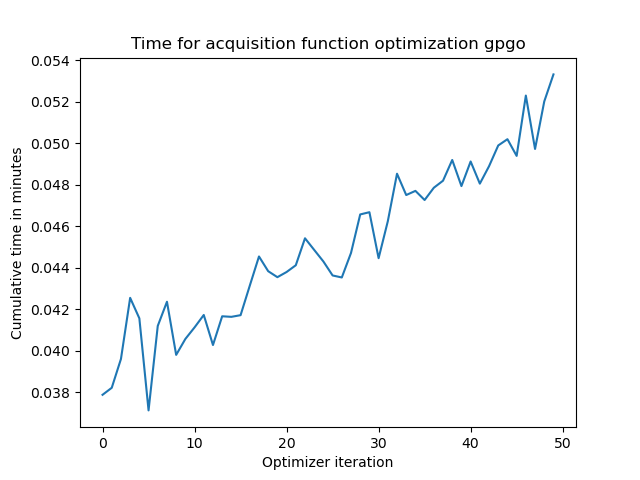 Time for acquisition function optimization gpgo
0.054
0.052
0.050
0.048
0.046
0.044
0.042
0.040
0.038
Cumulative time in minutes
0 10 20 30 40 50
Optimizer iteration